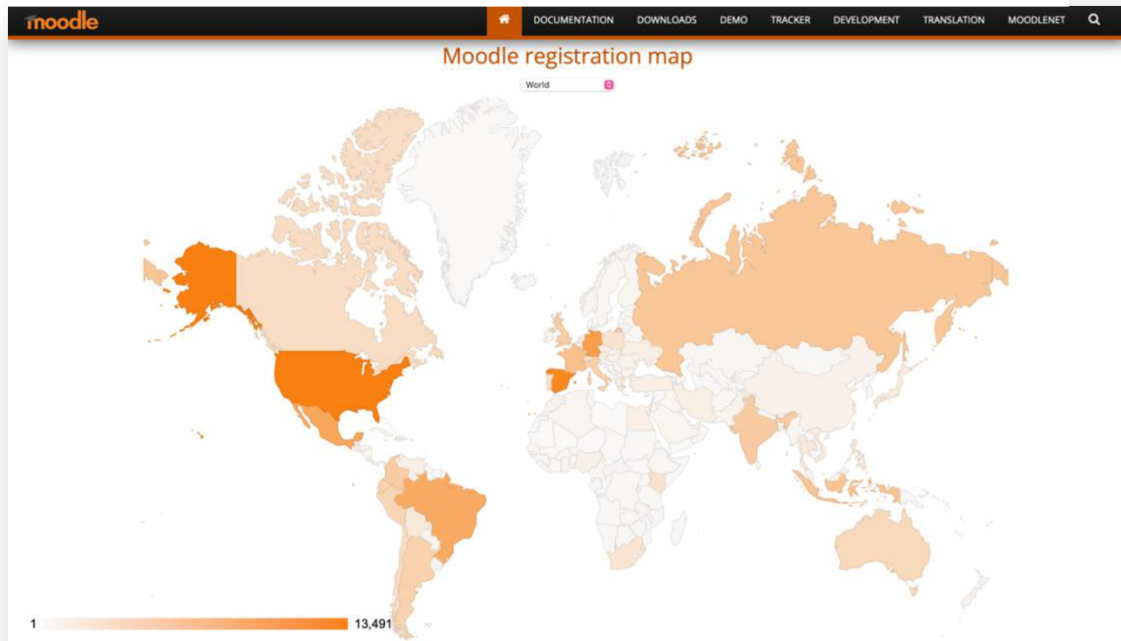 moodle
DOCUMENTATION DOWNLOADS DEMO TRACKER DEVELOPMENT TRANSLATION MOODLENET
Moodle registration map
World
1 13,491